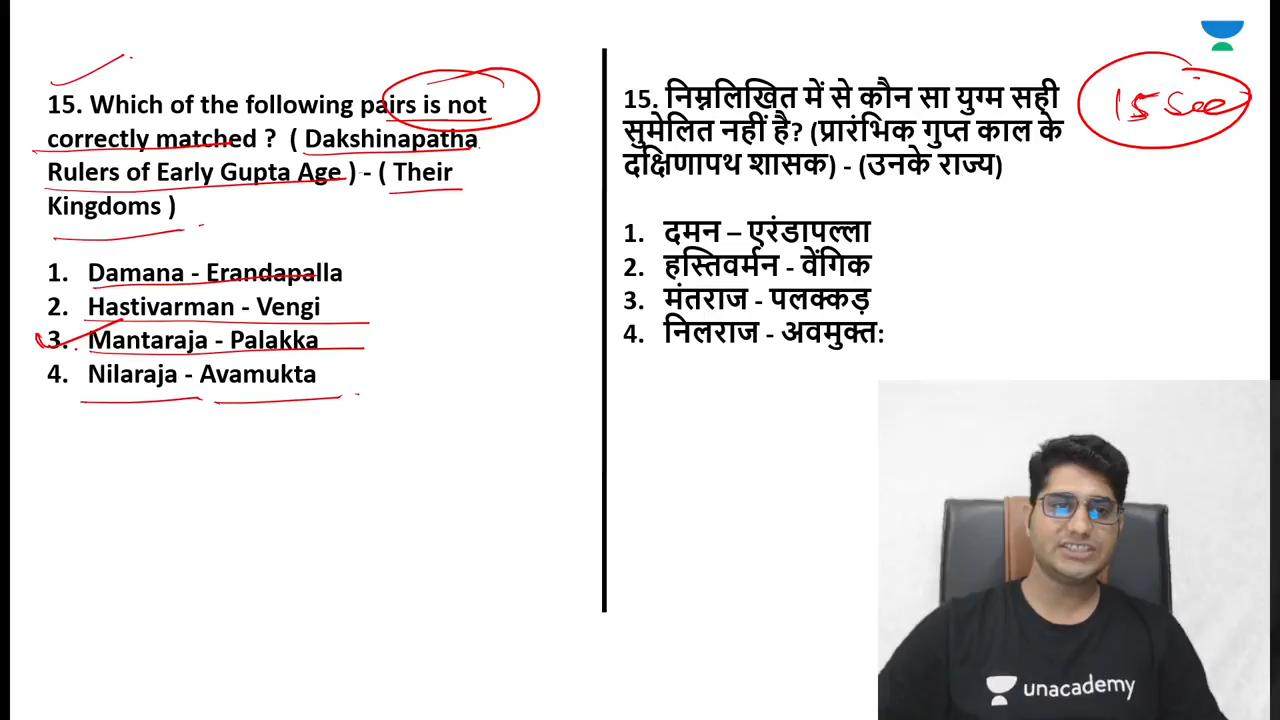 15. Which of the following pairs is not
correctly matched ? ( Dakshinapatha
Rulers of Early Gupta Age ) - ( Their
Kingdoms )
1. Damana - Erandapalla
2. Hastivarman - Vengi
3. Mantaraja - Palakka
4. Nilaraja - Avamukta
15. निम्नलिखित में से कौन सा युग्म सही
सुमेलित नहीं है? (प्रारंभिक गुप्त काल के
दक्षिणापथ शासक) - (उनके राज्य)
1. दमन – एरंडापल्ला
2. हस्तिवर्मन - वेंगिक
3. मंतराज - पलक्कड़
4. निलराज - अवमुक्त:
15 Sec
unacademy